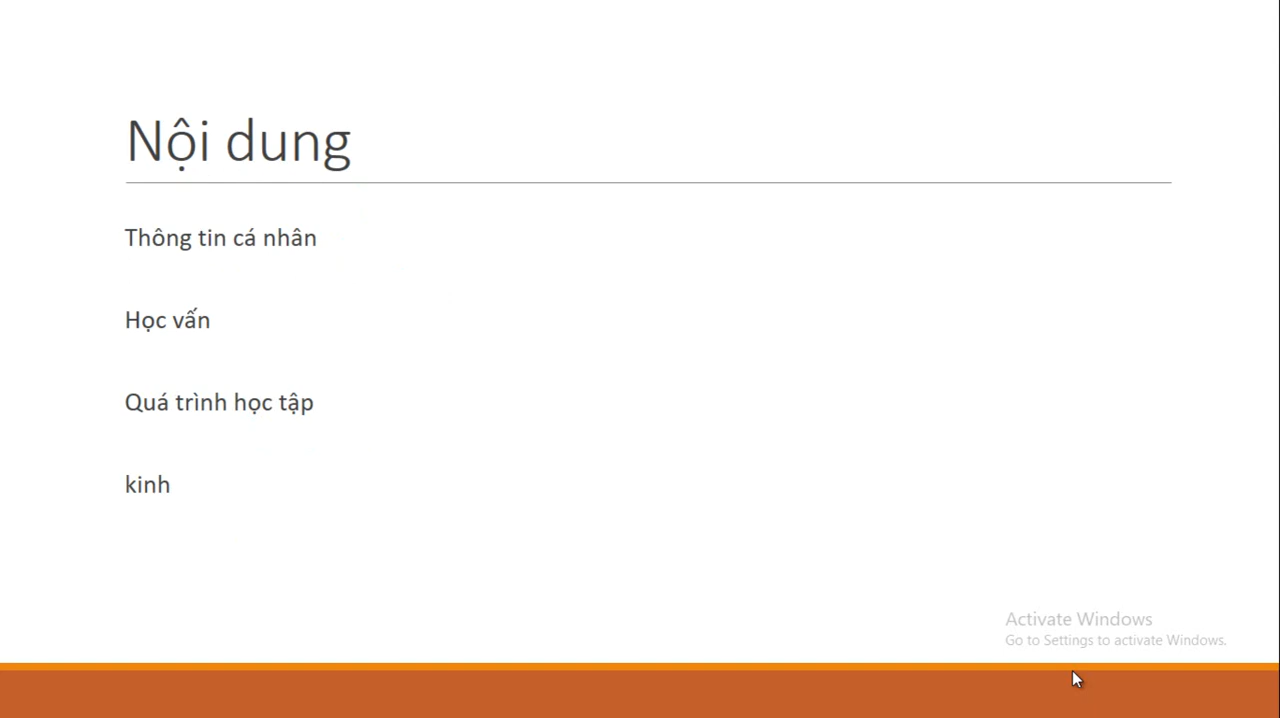 Nội dung
Thông tin cá nhân
Học vấn
Quá trình học tập
kinh
Activate Windows
Go to Settings to activate Windows.